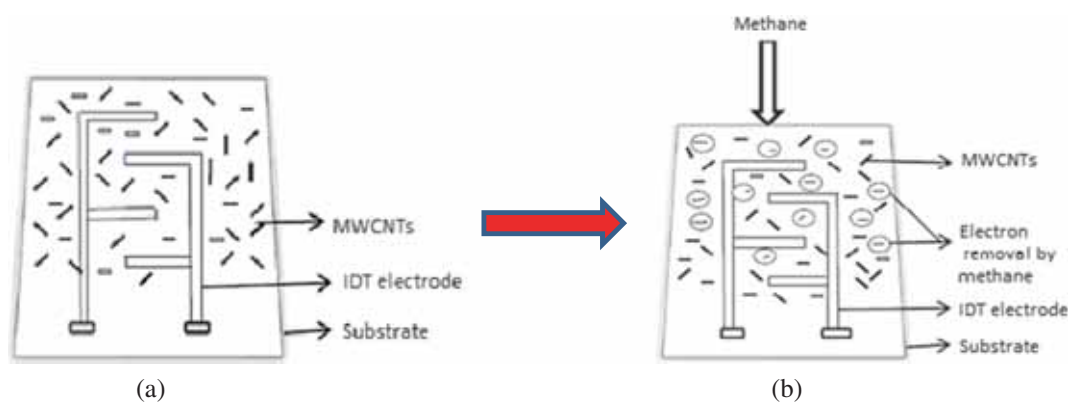 Methane
MWCNTs
IDT electrode
Substrate
MWCNTs
Electron
removal by
methane
IDT electrode
Substrate
(a)
(b)